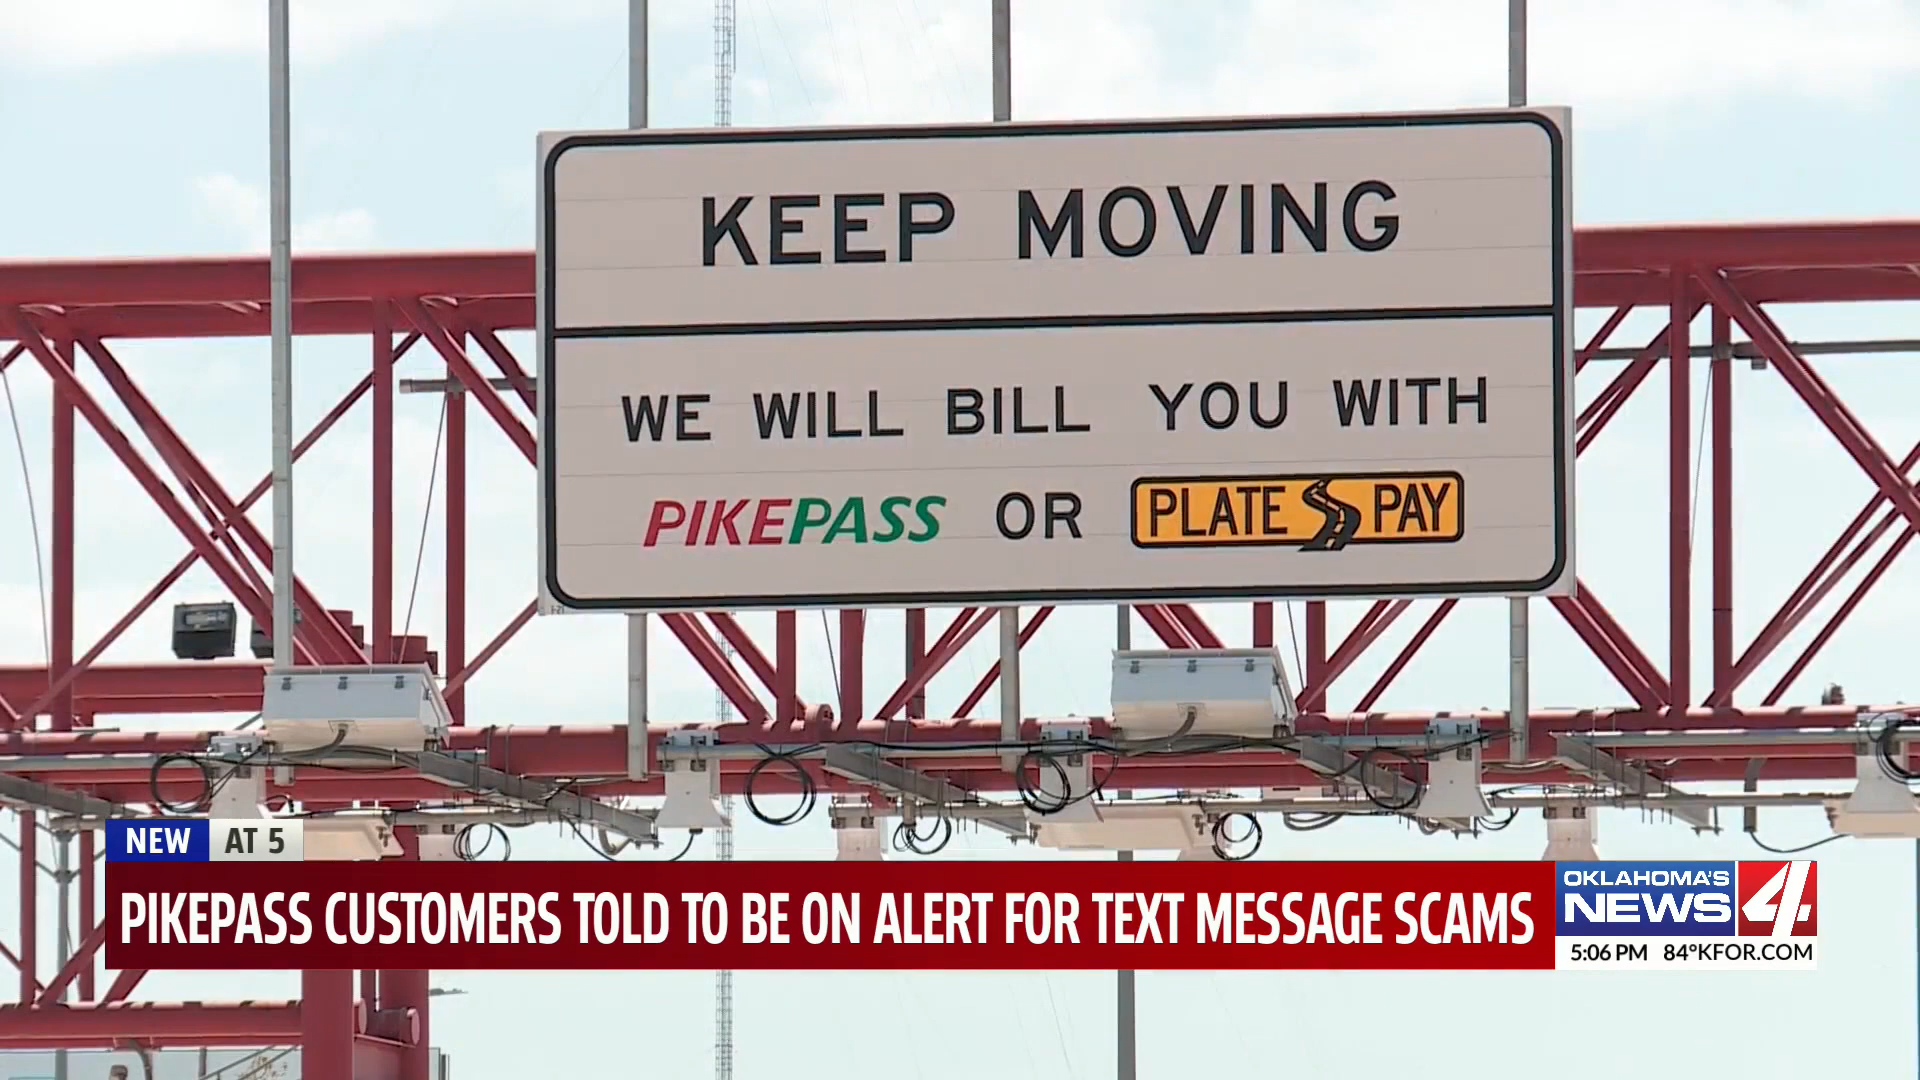 KEEP MOVING
WE WILL BILL YOU WITH
PIKEPASS OR PLATE PAY
NEW AT 5
PIKEPASS CUSTOMERS TOLD TO BE ON ALERT FOR TEXT MESSAGE SCAMS
OKLAHOMA'S
NEWS 4
5:06 PM 84° KFOR.COM